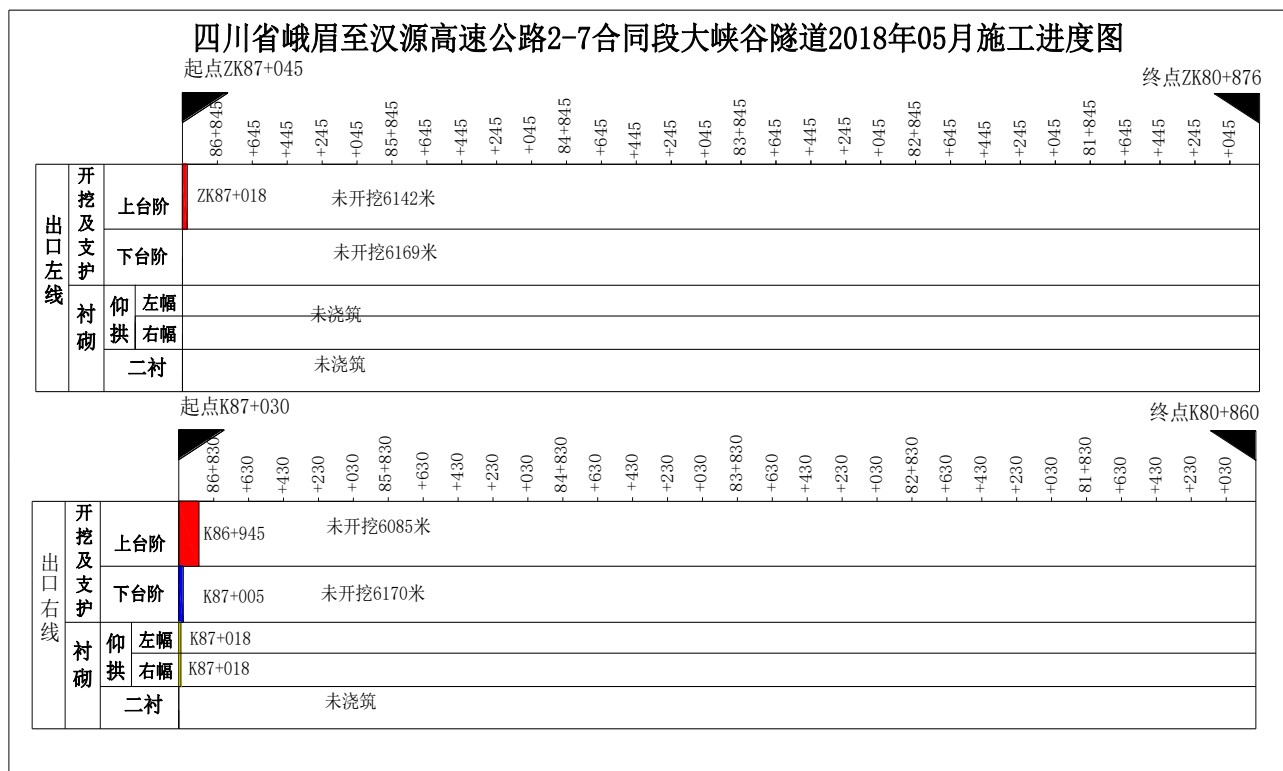 四川省峨眉至汉源高速公路2-7合同段大峡谷隧道2018年05月施工进度图
起点ZK87+045
终点ZK80+876
86+845 +645 +445 +245 +045 85+845 +645 +445 +245 +045 84+845 +645 +445 +245 +045 83+845 +645 +445 +245 +045 82+845 +645 +445 +245 +045 81+845 +645 +445 +245 +045
出口左线
开挖及支护
上台阶 ZK87+018 未开挖6142米
下台阶 未开挖6169米
衬砌
仰拱
左幅
未浇筑
右幅
二衬 未浇筑
起点K87+030
终点K80+860
86+830 +630 +430 +230 +030 85+830 +630 +430 +230 +030 84+830 +630 +430 +230 +030 83+830 +630 +430 +230 +030 82+830 +630 +430 +230 +030 81+830 +630 +430 +230 +030
出口右线
开挖及支护
上台阶 K86+945 未开挖6085米
下台阶 K87+005 未开挖6170米
衬砌
仰拱
左幅 K87+018
右幅 K87+018
二衬 未浇筑